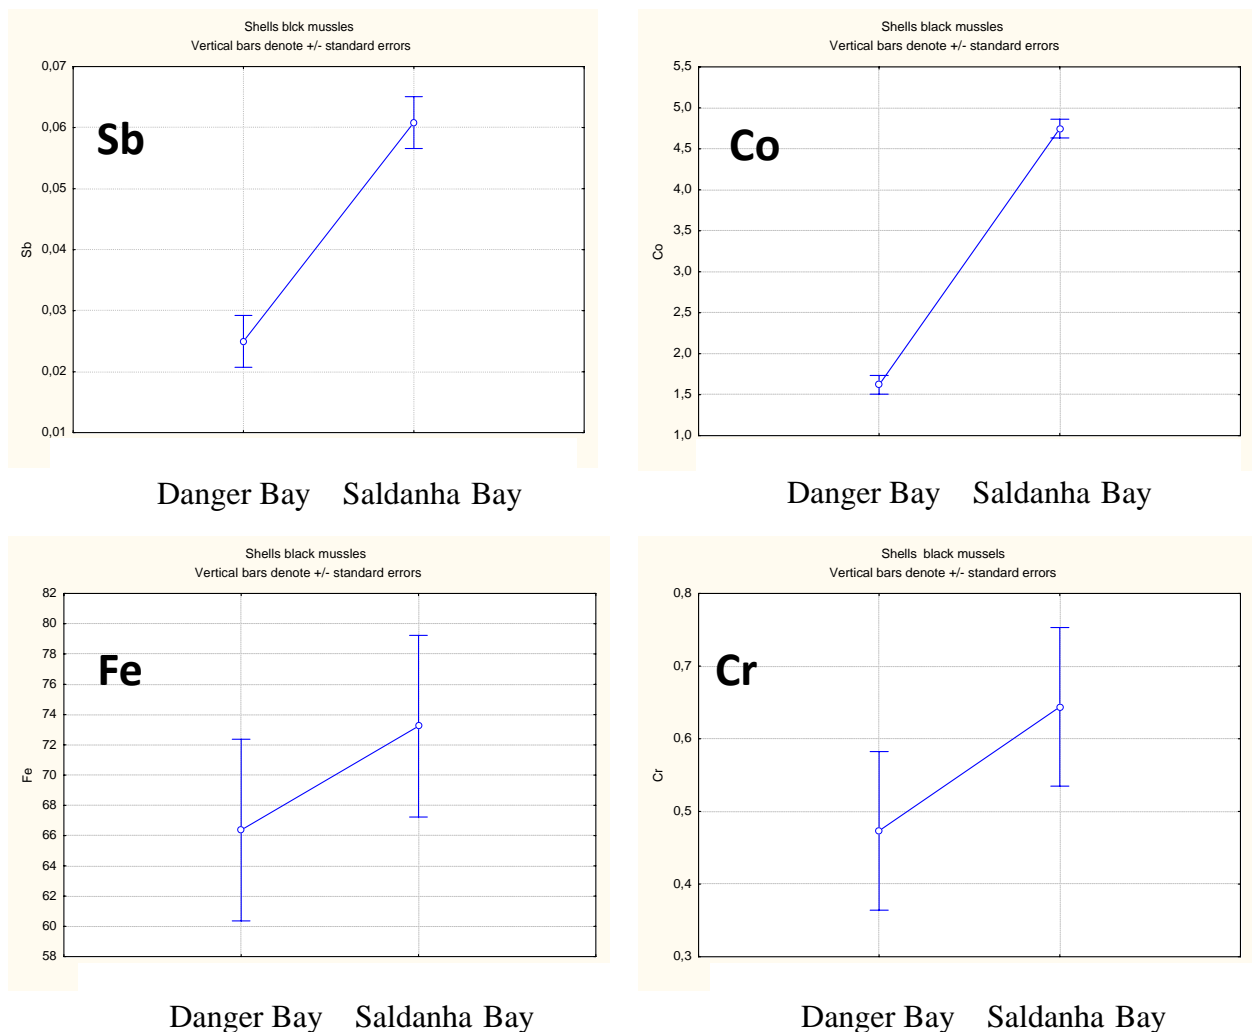 Shells blck mussles
Vertical bars denote +/- standard errors
0,07
0,06
0,05
0,04
0,03
0,02
0,01
Sb
Sb
Danger Bay Saldanha Bay
Shells black mussles
Vertical bars denote +/- standard errors
5,5
5,0
4,5
4,0
3,5
3,0
2,5
2,0
1,5
1,0
Co
Co
Danger Bay Saldanha Bay
Shells black mussles
Vertical bars denote +/- standard errors
82
80
78
76
74
72
70
68
66
64
62
60
58
Fe
Fe
Danger Bay Saldanha Bay
Shells black mussels
Vertical bars denote +/- standard errors
0,8
0,7
0,6
0,5
0,4
0,3
Cr
Cr
Danger Bay Saldanha Bay